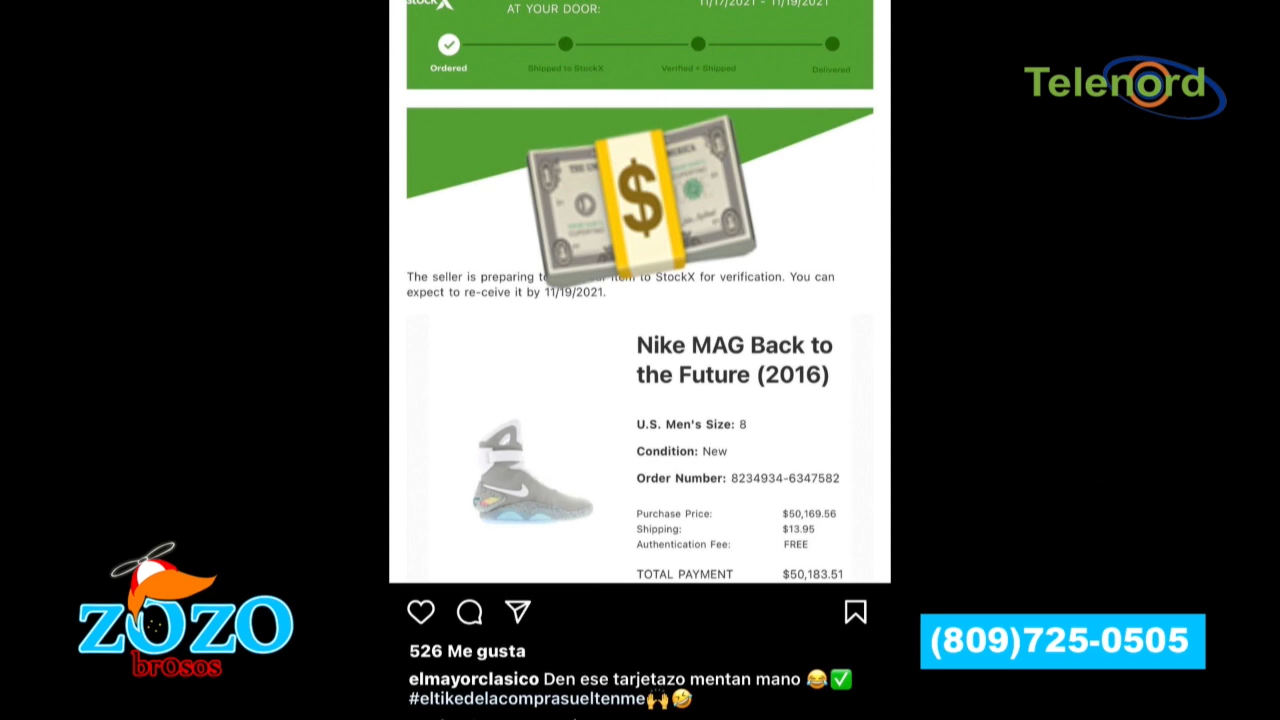 StockX
AT YOUR DOOR:
11/17/2021 - 11/19/2021
Ordered
Shipped to StockX
Verified + Shipped
Delivered
Telenord
$
The seller is preparing
to StockX for verification. You can
expect to re-ceive it by 11/19/2021.
Nike MAG Back to
the Future (2016)
U.S. Men's Size: 8
Condition: New
Order Number: 8234934-6347582
Purchase Price: $50,169.56
Shipping: $13.95
Authentication Fee: FREE
TOTAL PAYMENT $50,183.51
ZOZO
brOsos
(809)725-0505
526 Me gusta
elmayorclasico Den ese tarjetazo mentan mano 😂✅
#eltikedelacomprasueltenme🙌🤣